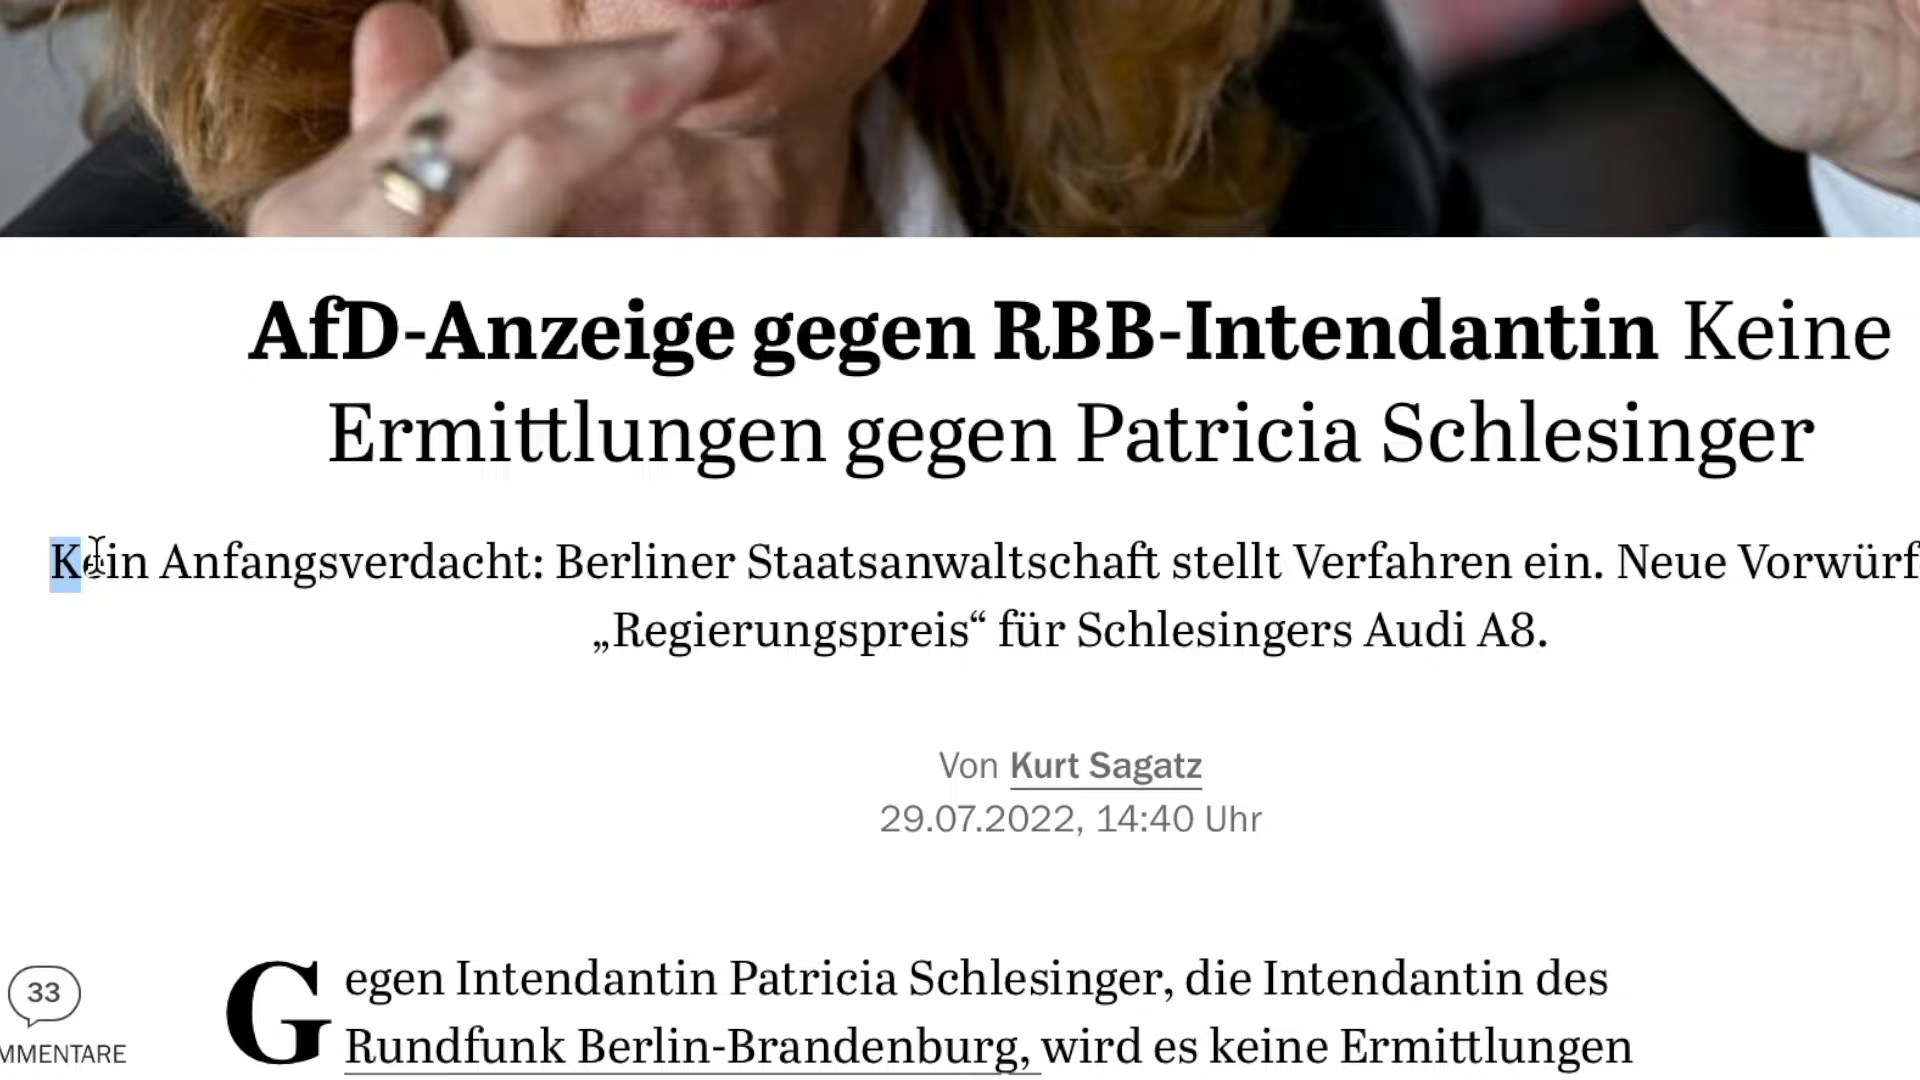 AfD-Anzeige gegen RBB-Intendantin Keine
Ermittlungen gegen Patricia Schlesinger
Kein Anfangsverdacht: Berliner Staatsanwaltschaft stellt Verfahren ein. Neue
„Regierungspreis“ für Schlesingers Audi A8.
Von Kurt Sagatz
29.07.2022, 14:40 Uhr
33
Gegen Intendantin Patricia Schlesinger, die Intendantin des
Rundfunk Berlin-Brandenburg, wird es keine Ermittlungen